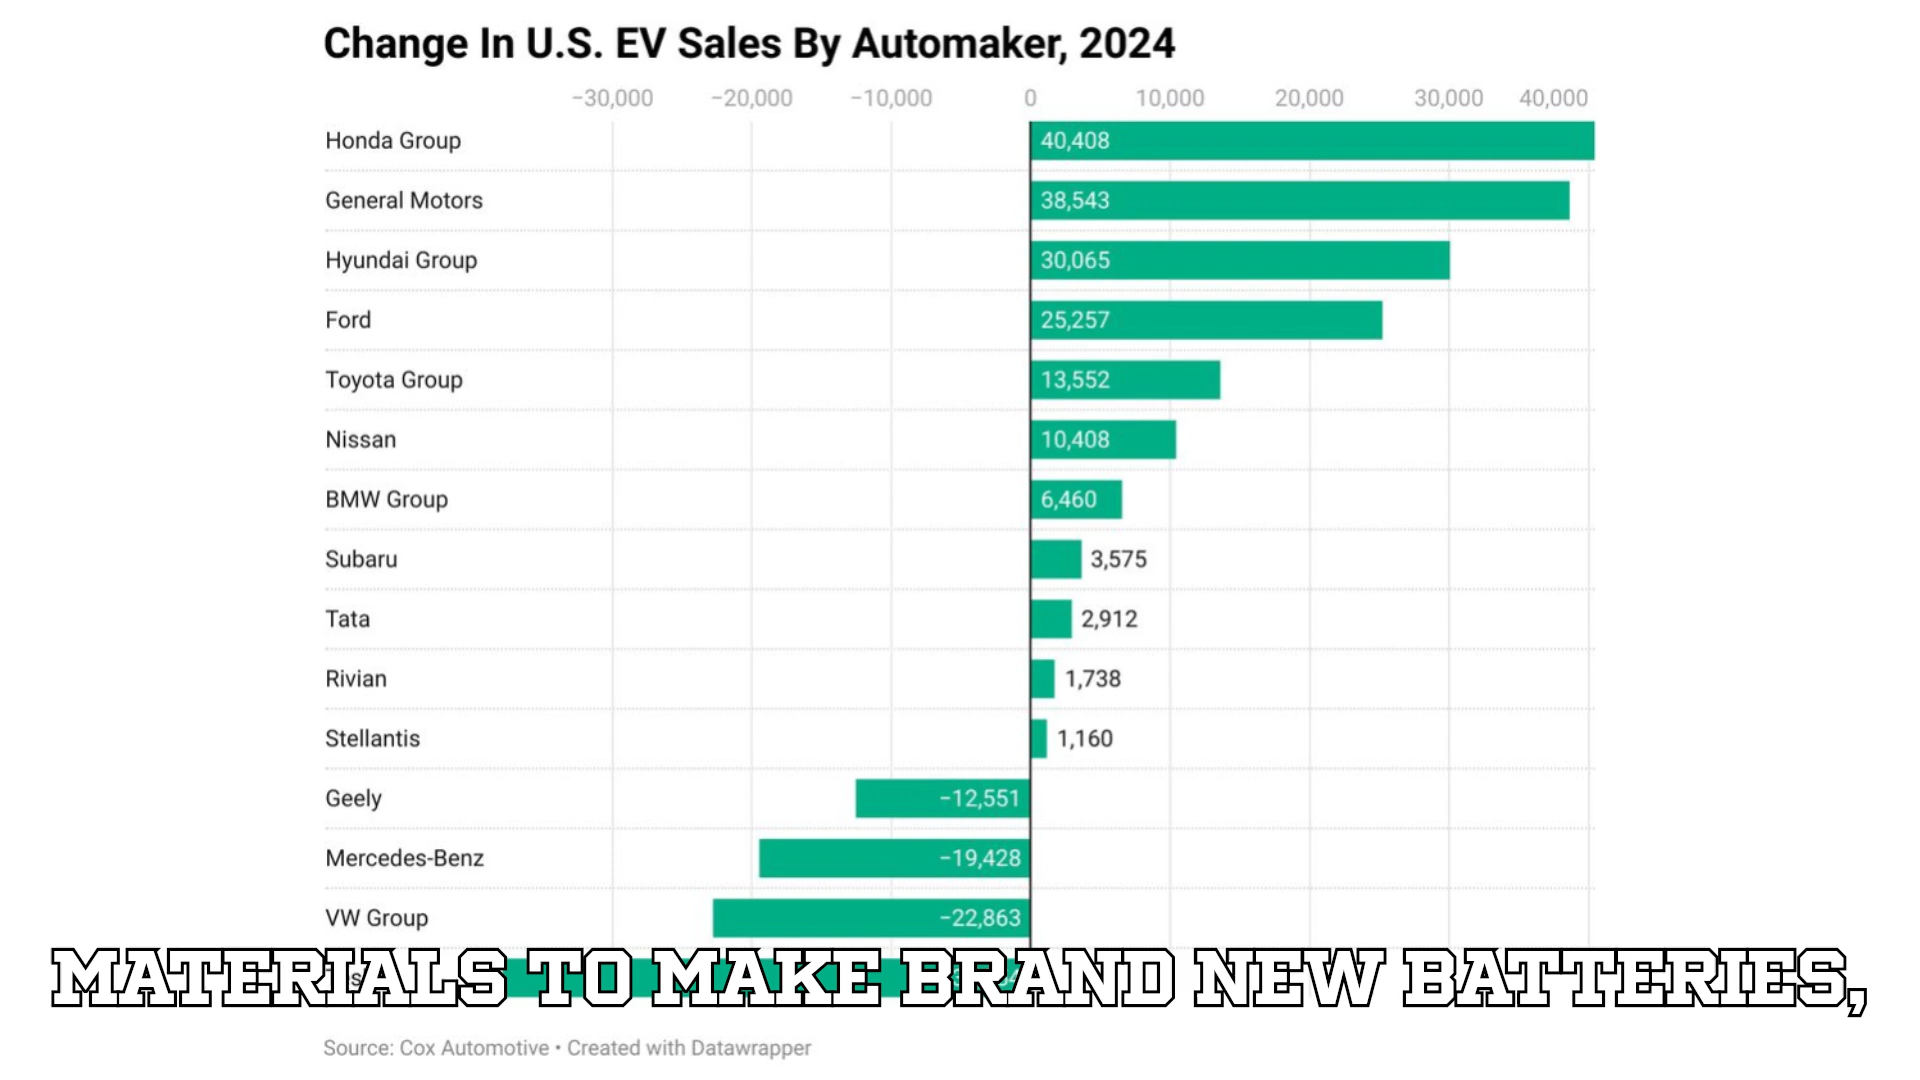 Change In U.S. EV Sales By Automaker, 2024
−30,000 −20,000 −10,000 0 10,000 20,000 30,000 40,000
Honda Group 40,408
General Motors 38,543
Hyundai Group 30,065
Ford 25,257
Toyota Group 13,552
Nissan 10,408
BMW Group 6,460
Subaru 3,575
Tata 2,912
Rivian 1,738
Stellantis 1,160
Geely −12,551
Mercedes-Benz −19,428
VW Group −22,863
MATERIALS TO MAKE BRAND NEW BATTERIES,
Source: Cox Automotive • Created with Datawrapper